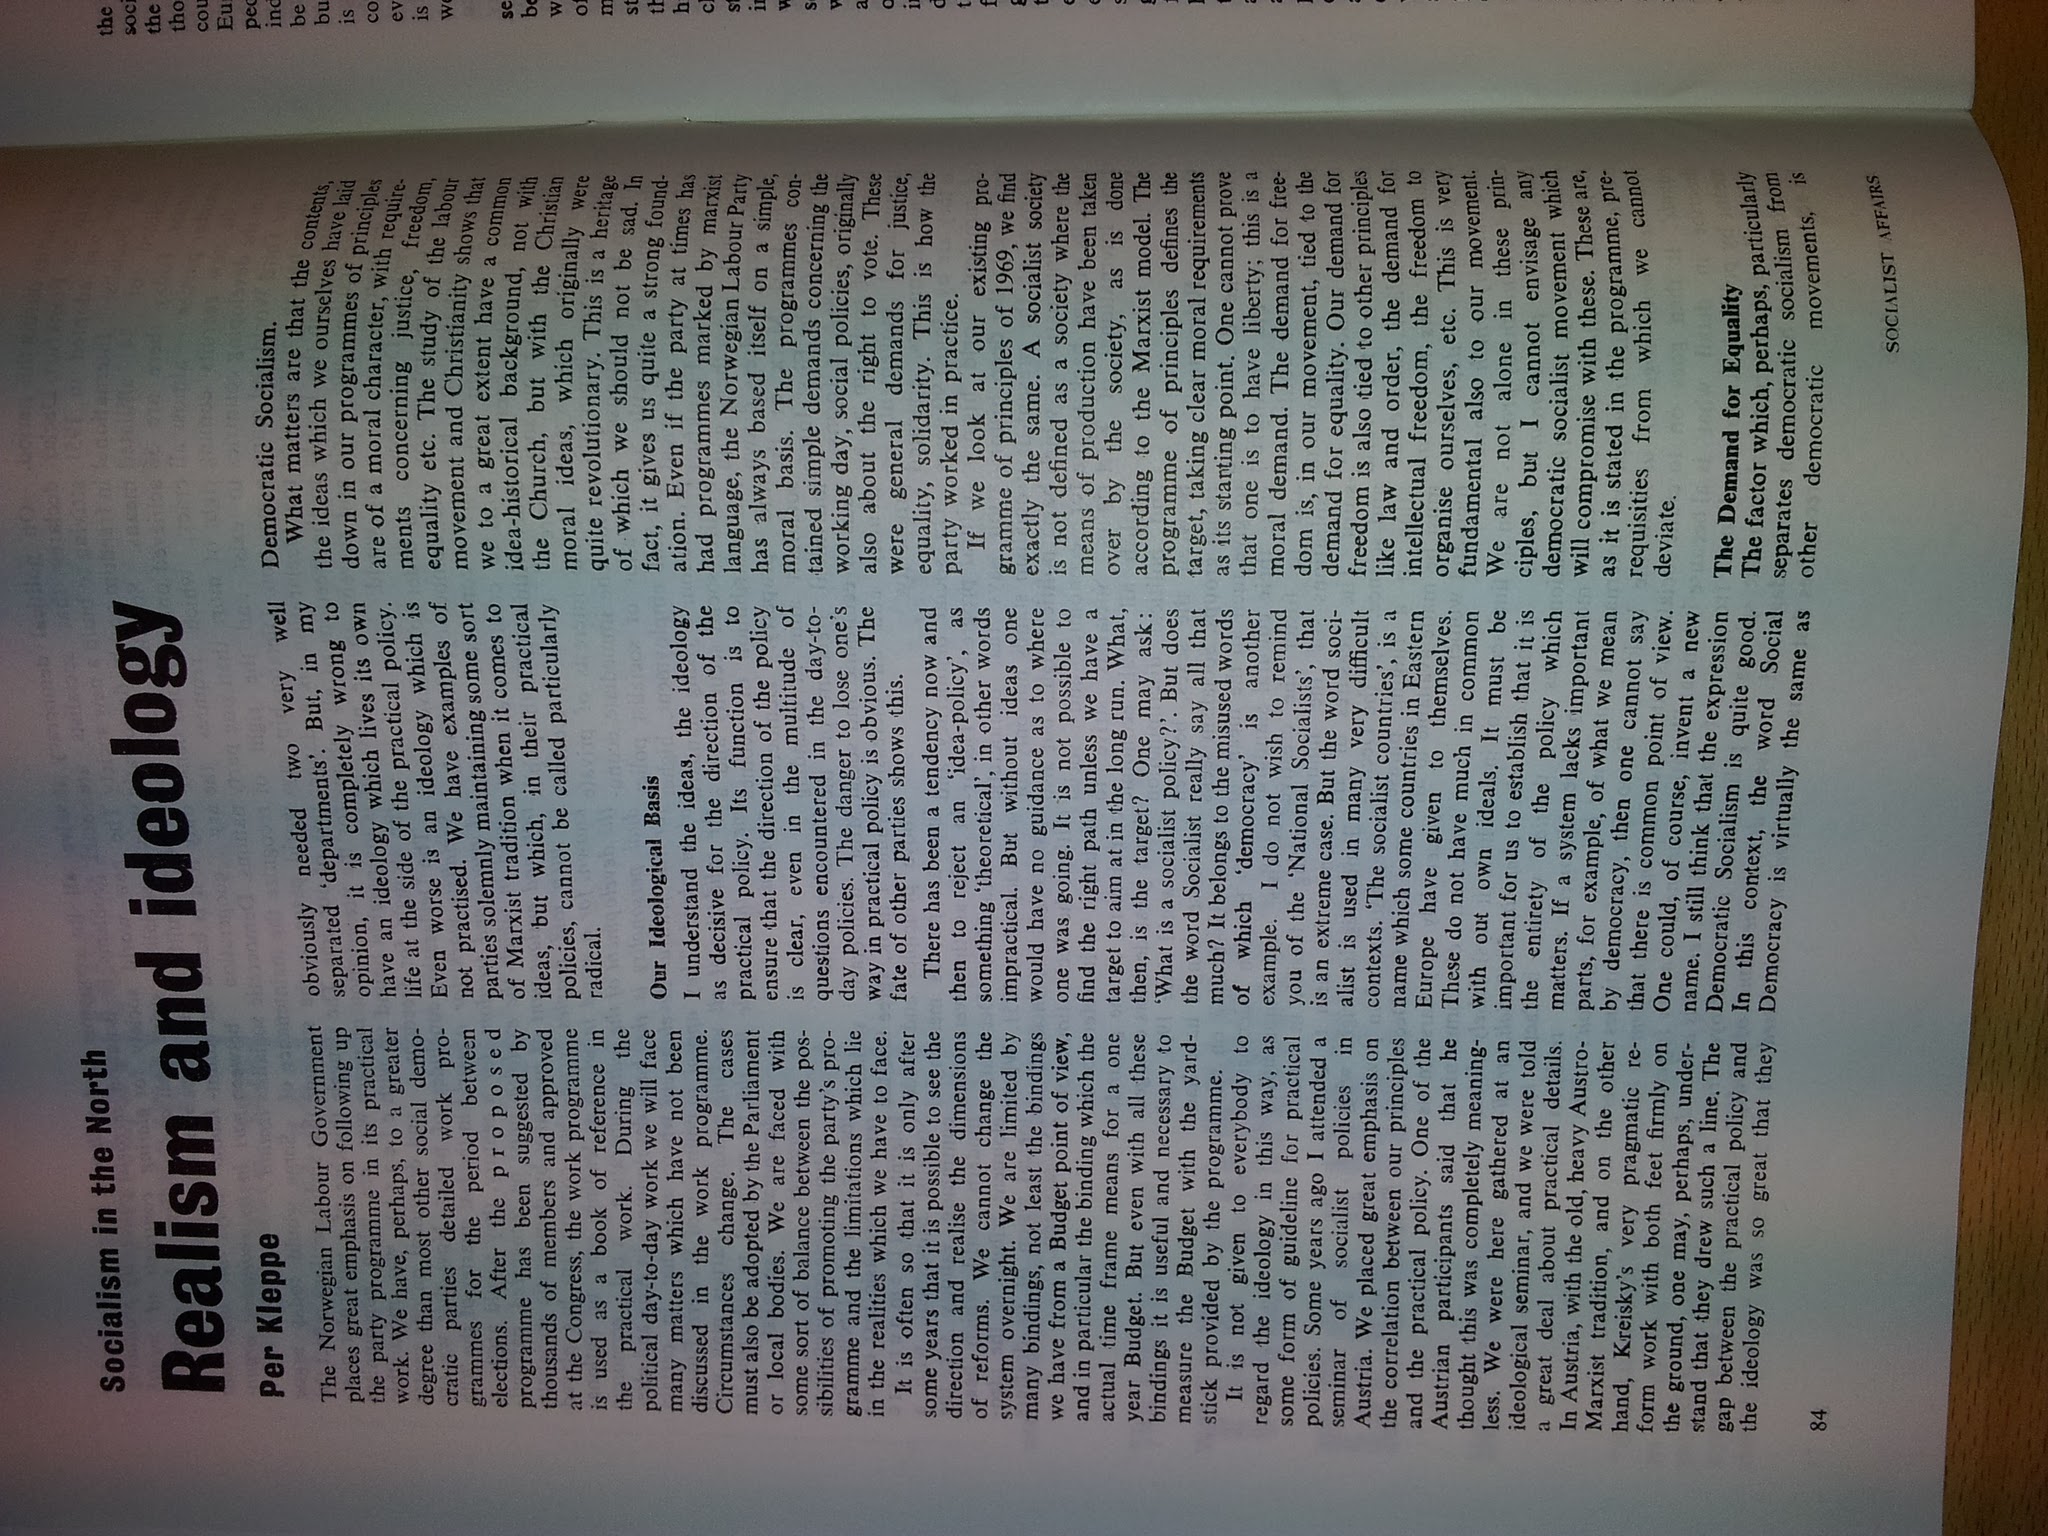 Socialism in the North
Realism and ideology
Per Kleppe
The Norwegian Labour Government
places great emphasis on following up
the party programme in its practical
work. We have, perhaps, to a greater
degree than most other social demo-
cratic parties detailed work pro-
grammes for the period between
elections. After the proposed
programme has been suggested by
thousands of members and approved
at the Congress, the work programme
is used as a book of reference in
the practical work. During the
political day-to-day work we will face
many matters which have not been
discussed in the work programme.
Circumstances change. The cases
must also be adopted by the Parliament
or local bodies. We are faced with
some sort of balance between the pos-
sibilities of promoting the party's pro-
gramme and the limitations which lie
in the realities which we have to face.
It is often so that it is only after
some years that it is possible to see the
direction and realise the dimensions
of reforms. We cannot change the
system overnight. We are limited by
many bindings, not least the bindings
we have from a Budget point of view,
and in particular the binding which the
actual time frame means for a one
year Budget. But even with all these
bindings it is useful and necessary to
measure the Budget with the yard-
stick provided by the programme.
It is not given to everybody to
regard the ideology in this way, as
some form of guideline for practical
policies. Some years ago I attended a
seminar of socialist policies in
Austria. We placed great emphasis on
the correlation between our principles
and the practical policy. One of the
Austrian participants said that he
thought this was completely meaning-
less. We were here gathered at an
ideological seminar, and we were told
a great deal about practical details.
In Austria, with the old, heavy Austro-
Marxist tradition, and on the other
hand, Kreisky's very pragmatic re-
form work with both feet firmly on
the ground, one may, perhaps, under-
stand that they drew such a line. The
gap between the practical policy and
the ideology was so great that they
obviously needed two very well
separated 'departments'. But, in my
opinion, it is completely wrong to
have an ideology which lives its own
life at the side of the practical policy.
Even worse is an ideology which is
not practised. We have examples of
parties solemnly maintaining some sort
of Marxist tradition when it comes to
ideas, but which, in their practical
policies, cannot be called particularly
radical.
Our Ideological Basis
I understand the ideas, the ideology
as decisive for the direction of the
practical policy. Its function is to
ensure that the direction of the policy
is clear, even in the multitude of
questions encountered in the day-to-
day policies. The danger to lose one's
way in practical policy is obvious. The
fate of other parties shows this.
There has been a tendency now and
then to reject an 'idea-policy', as
something 'theoretical', in other words
impractical. But without ideas one
would have no guidance as to where
one was going. It is not possible to
find the right path unless we have a
target to aim at in the long run. What,
then, is the target? One may ask:
'What is a socialist policy?'. But does
the word Socialist really say all that
much? It belongs to the misused words
of which 'democracy' is another
example. I do not wish to remind
you of the 'National Socialists', that
is an extreme case. But the word soci-
alist is used in many very difficult
contexts. 'The socialist countries', is a
name which some countries in Eastern
Europe have given to themselves.
These do not have much in common
with out own ideals. It must be
important for us to establish that it is
the entirety of the policy which
matters. If a system lacks important
parts, for example, of what we mean
by democracy, then one cannot say
that there is common point of view.
One could, of course, invent a new
name. I still think that the expression
Democratic Socialism is quite good.
In this context, the word Social
Democracy is virtually the same as
Democratic Socialism.
What matters are that the contents,
the ideas which we ourselves have laid
down in our programmes of principles
are of a moral character, with require-
ments concerning justice, freedom,
equality etc. The study of the labour
movement and Christianity shows that
we to a great extent have a common
idea-historical background, not with
the Church, but with the Christian
moral ideas, which originally were
quite revolutionary. This is a heritage
of which we should not be sad. In
fact, it gives us quite a strong found-
ation. Even if the party at times has
had programmes marked by marxist
language, the Norwegian Labour Party
has always based itself on a simple,
moral basis. The programmes con-
tained simple demands concerning the
working day, social policies, originally
also about the right to vote. These
were general demands for justice,
equality, solidarity. This is how the
party worked in practice.
If we look at our existing pro-
gramme of principles of 1969, we find
exactly the same. A socialist society
is not defined as a society where the
means of production have been taken
over by the society, as is done
according to the Marxist model. The
programme of principles defines the
target, taking clear moral requirements
as its starting point. One cannot prove
that one is to have liberty; this is a
moral demand. The demand for free-
dom is, in our movement, tied to the
demand for equality. Our demand for
freedom is also tied to other principles
like law and order, the demand for
intellectual freedom, the freedom to
organise ourselves, etc. This is very
fundamental also to our movement.
We are not alone in these prin-
ciples, but I cannot envisage any
democratic socialist movement which
will compromise with these. These are,
as it is stated in the programme, pre-
requisities from which we cannot
deviate.
The Demand for Equality
The factor which, perhaps, particularly
separates democratic socialism from
other democratic movements, is
84
SOCIALIST AFFAIRS